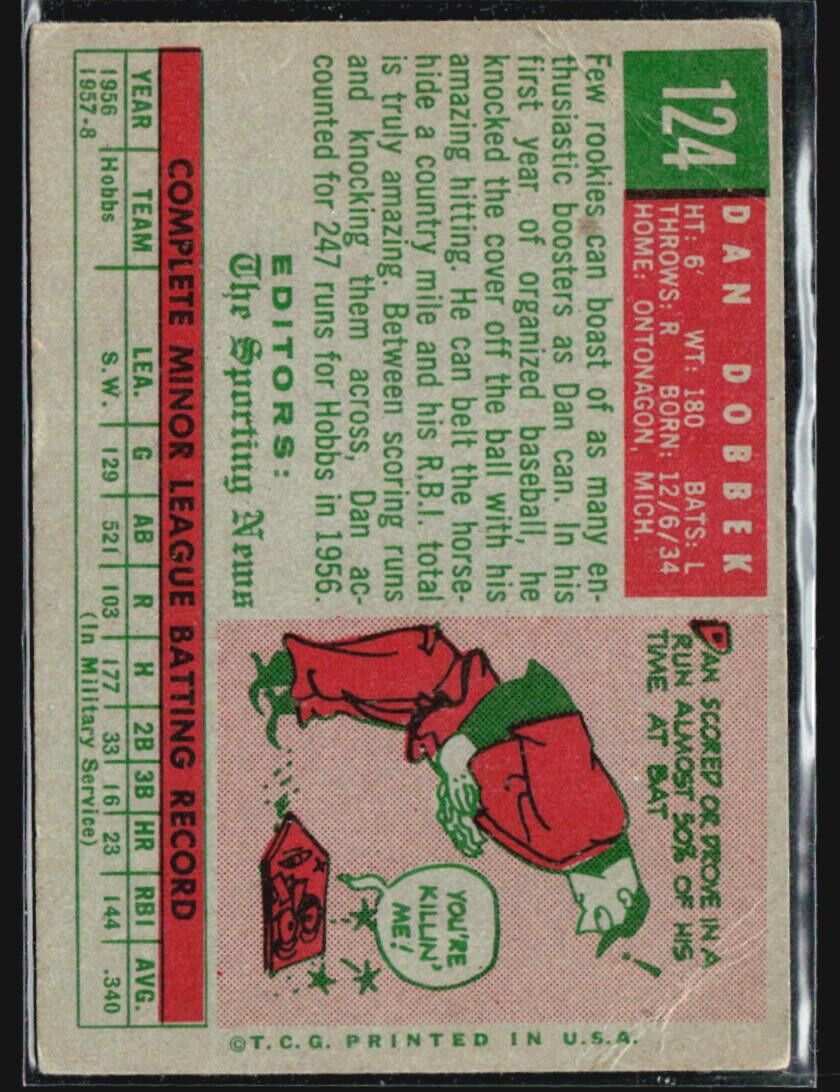 124
DAN DOBBEK
HT: 6' WT: 180 BATS: L
THROWS: R BORN: 12/6/34
HOME: ONTONAGON, MICH.
Few rookies can boast of as many en-
thusiastic boosters as Dan can. In his
first year of organized baseball, he
knocked the cover off the ball with his
amazing hitting. He can belt the horse-
hide a country mile and his R.B.I. total
is truly amazing. Between scoring runs
and knocking them across, Dan ac-
counted for 247 runs for Hobbs in 1956.
EDITORS:
The Sporting News
DAN SCORED OR DROVE IN A
RUN ALMOST 50% OF HIS
TIME AT BAT
!
YOU'RE
KILLIN'
ME!
COMPLETE MINOR LEAGUE BATTING RECORD
YEAR TEAM LEA. G AB R H 2B 3B HR RBI AVG.
1956 Hobbs S.W. 129 521 103 177 33 16 23 144 .340
1957-8 (In Military Service)
©T.C.G. PRINTED IN U.S.A.